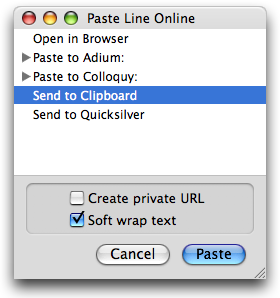 Paste Line Online
Open in Browser
Paste to Adium:
Paste to Colloquy:
Send to Clipboard
Send to Quicksilver
Create private URL
Soft wrap text
Cancel Paste